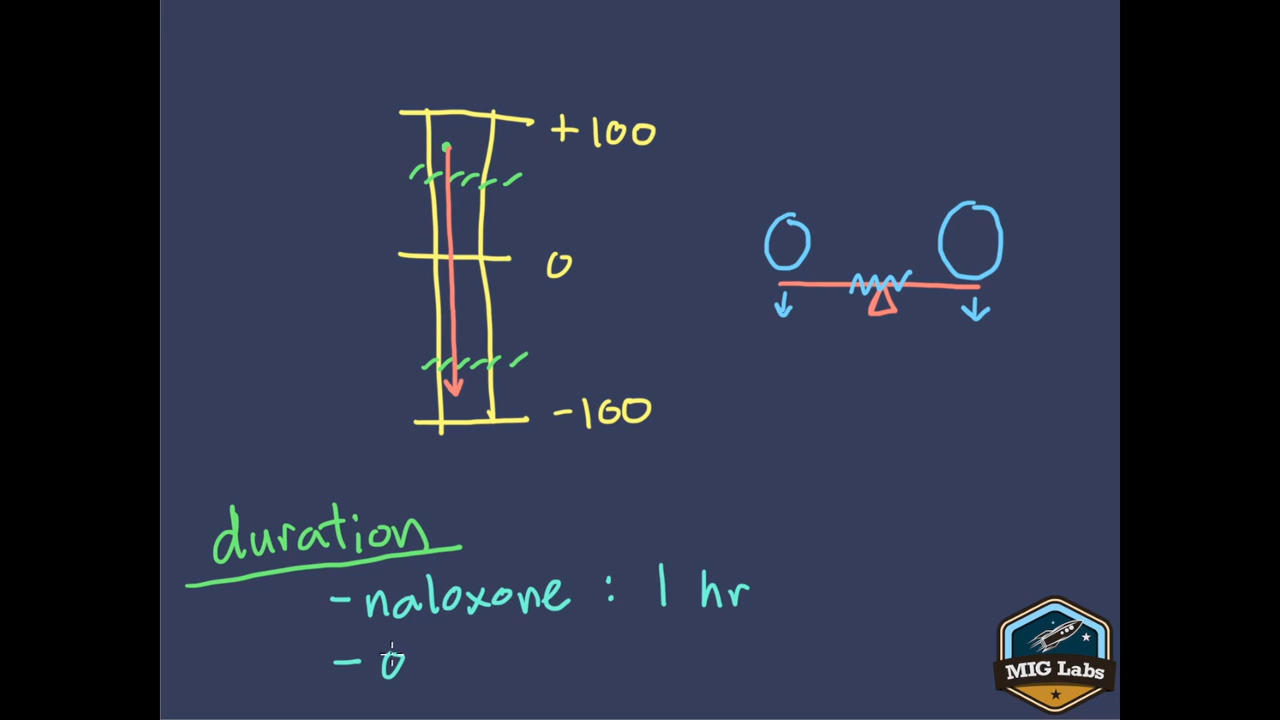 +100
0
-100
duration
- naloxone : 1 hr
- o
MIG Labs